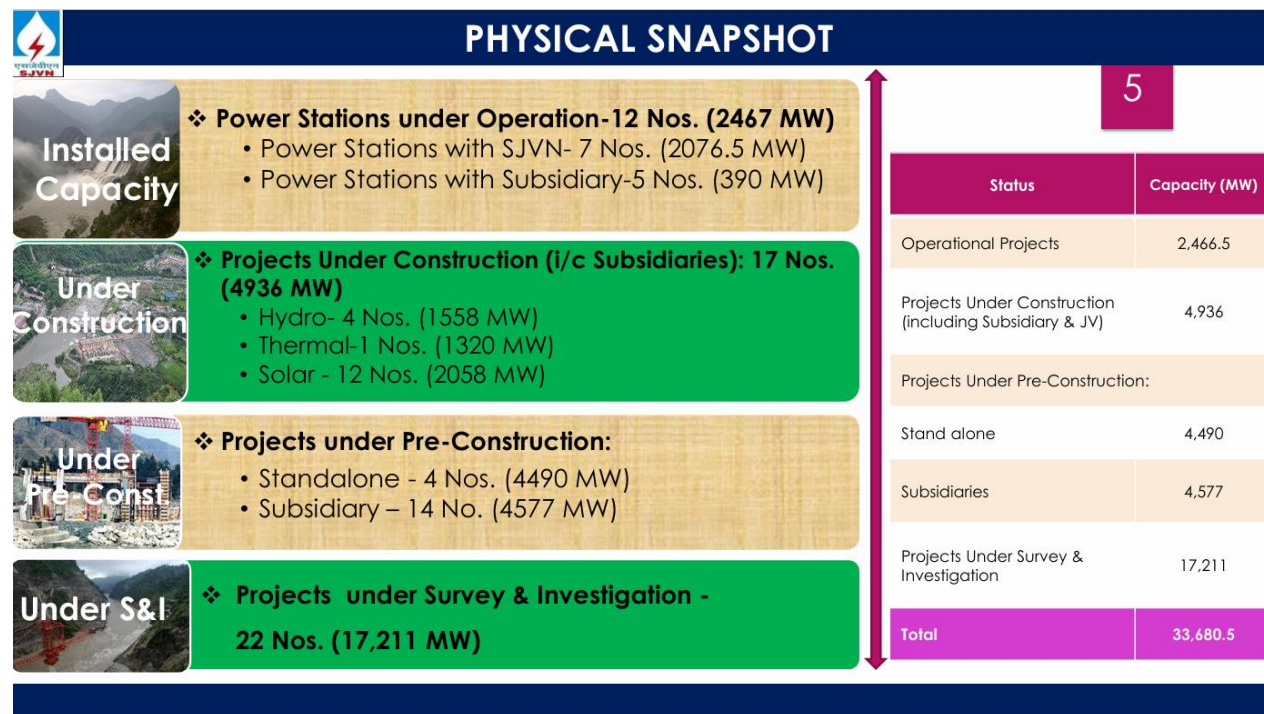 PHYSICAL SNAPSHOT
एसजेवीएन
SJVN
5
Installed
Capacity
❖ Power Stations under Operation-12 Nos. (2467 MW)
• Power Stations with SJVN- 7 Nos. (2076.5 MW)
• Power Stations with Subsidiary-5 Nos. (390 MW)
Under
Construction
❖ Projects Under Construction (i/c Subsidiaries): 17 Nos.
(4936 MW)
• Hydro- 4 Nos. (1558 MW)
• Thermal-1 Nos. (1320 MW)
• Solar - 12 Nos. (2058 MW)
Under
Pre-Const.
❖ Projects under Pre-Construction:
• Standalone - 4 Nos. (4490 MW)
• Subsidiary – 14 No. (4577 MW)
Under S&I
❖ Projects under Survey & Investigation -
22 Nos. (17,211 MW)
Status Capacity (MW)
Operational Projects 2,466.5
Projects Under Construction
(including Subsidiary & JV) 4,936
Projects Under Pre-Construction:
Stand alone 4,490
Subsidiaries 4,577
Projects Under Survey &
Investigation 17,211
Total 33,680.5